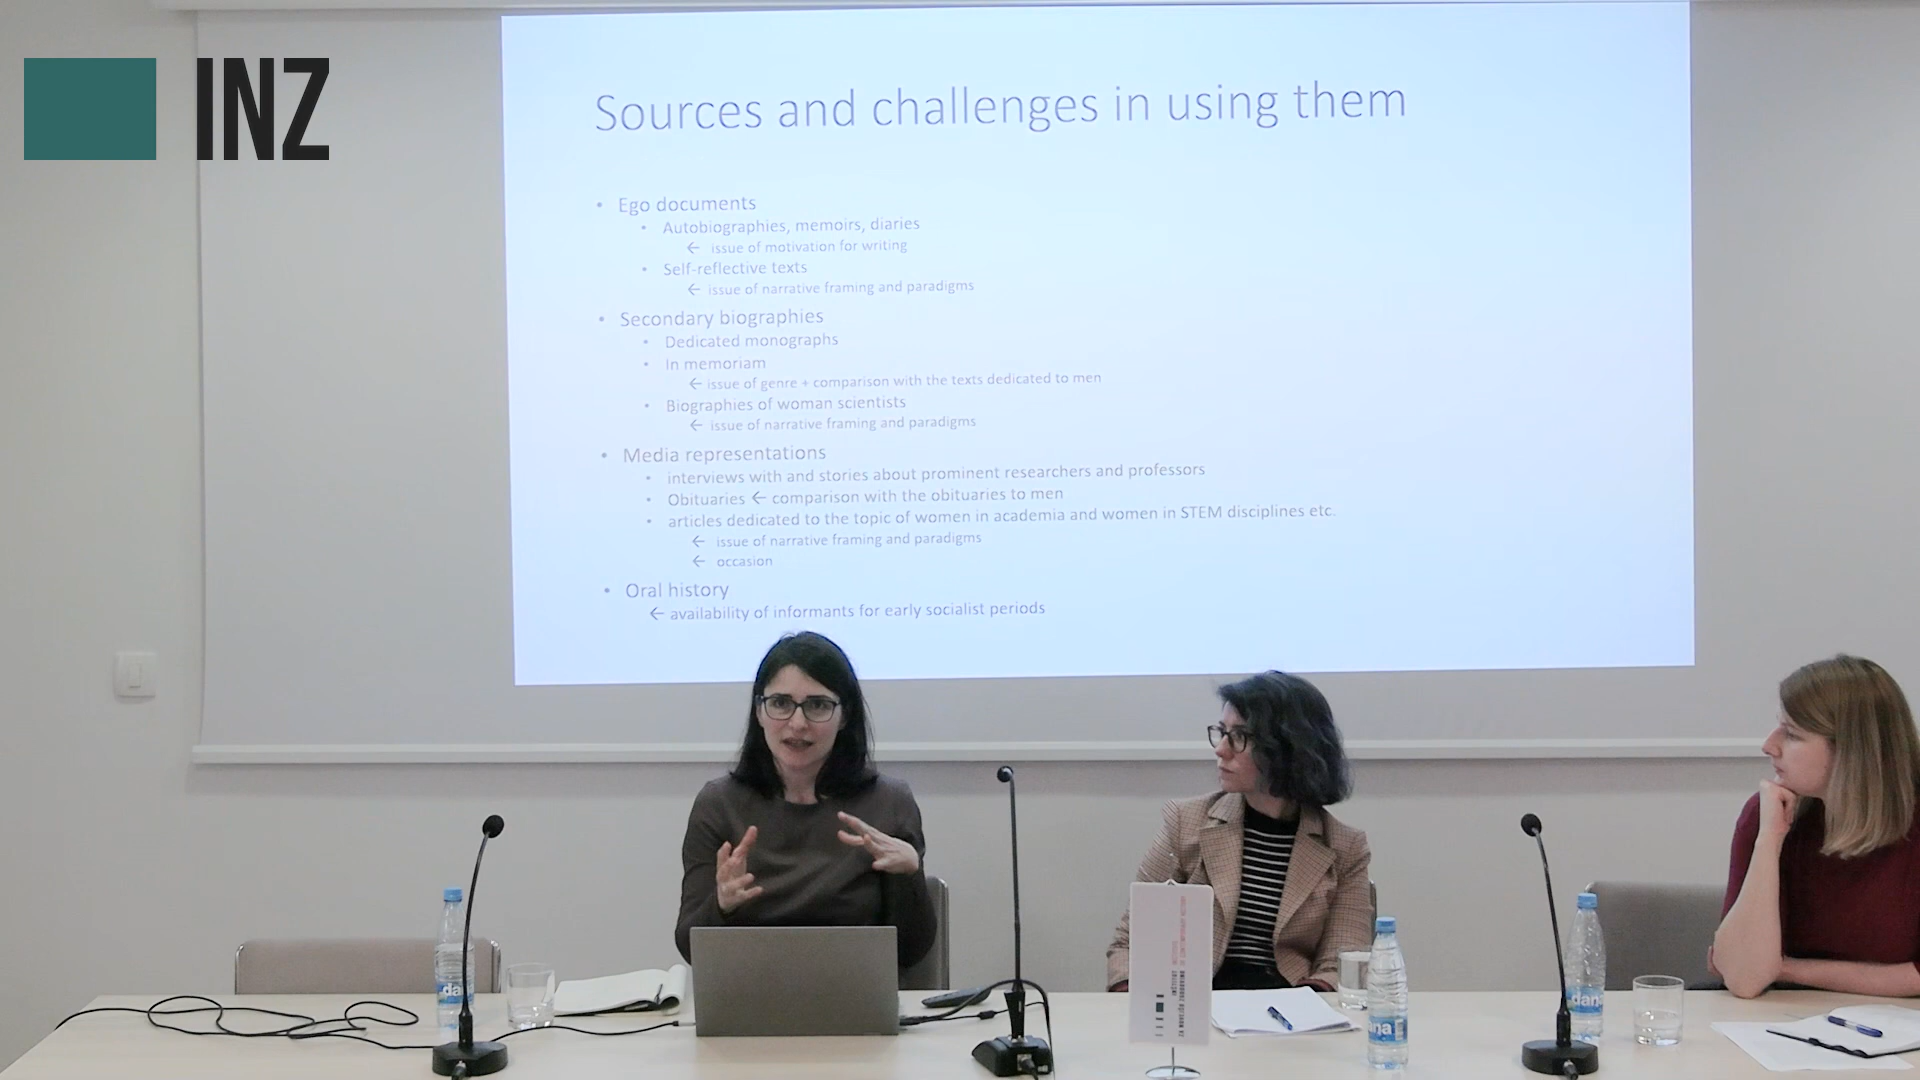 INZ
Sources and challenges in using them
• Ego documents
• Autobiographies, memoirs, diaries
← issue of motivation for writing
• Self-reflective texts
← issue of narrative framing and paradigms
• Secondary biographies
• Dedicated monographs
• In memoriam
← issue of genre + comparison with the texts dedicated to men
• Biographies of woman scientists
← issue of narrative framing and paradigms
• Media representations
• interviews with and stories about prominent researchers and professors
• Obituaries ← comparison with the obituaries to men
• articles dedicated to the topic of women in academia and women in STEM disciplines etc.
← issue of narrative framing and paradigms
← occasion
• Oral history
← availability of informants for early socialist periods
dana
dana